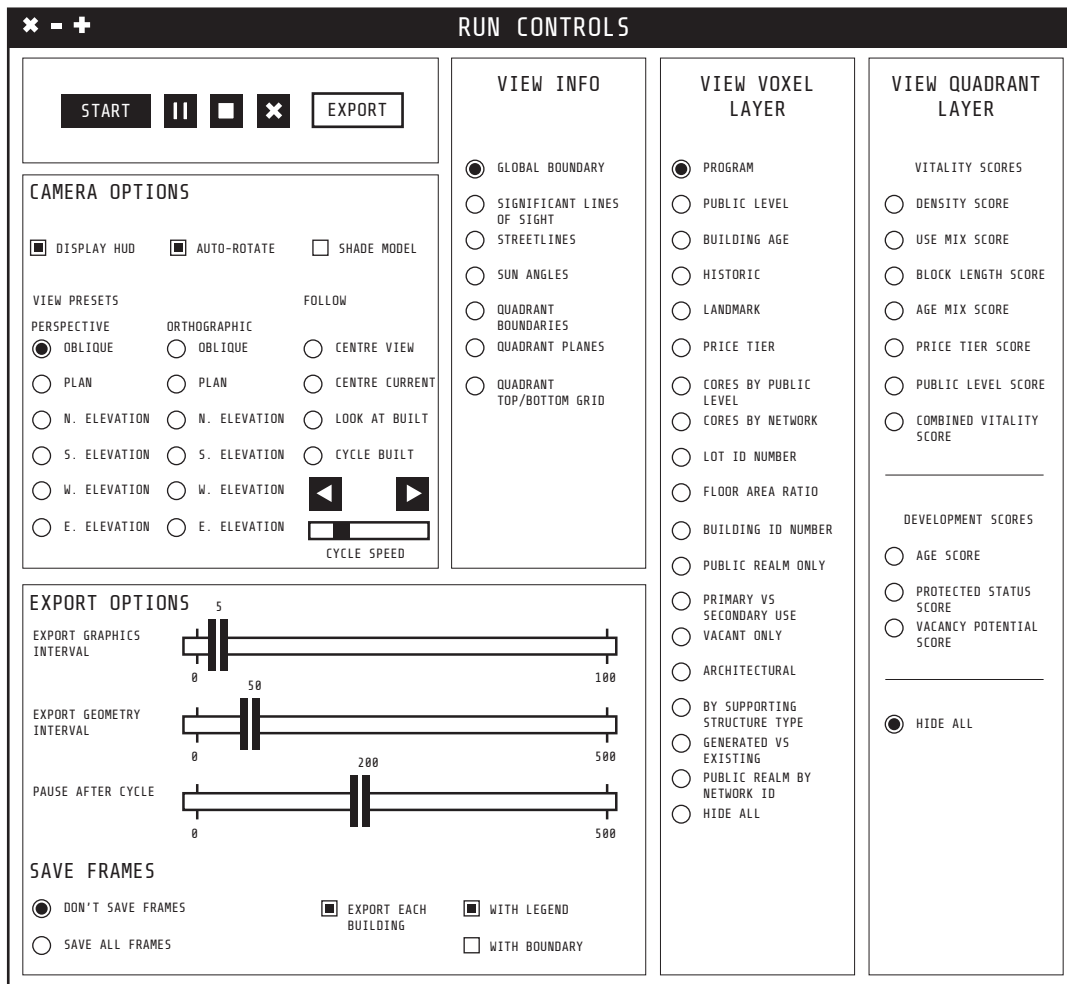 RUN CONTROLS
START
EXPORT
CAMERA OPTIONS
DISPLAY HUD
AUTO-ROTATE
SHADE MODEL
VIEW PRESETS
FOLLOW
PERSPECTIVE
ORTHOGRAPHIC
OBLIQUE
OBLIQUE
CENTRE VIEW
PLAN
PLAN
CENTRE CURRENT
N. ELEVATION
N. ELEVATION
LOOK AT BUILT
S. ELEVATION
S. ELEVATION
CYCLE BUILT
W. ELEVATION
W. ELEVATION
E. ELEVATION
E. ELEVATION
CYCLE SPEED
VIEW INFO
GLOBAL BOUNDARY
SIGNIFICANT LINES
OF SIGHT
STREETLINES
SUN ANGLES
QUADRANT
BOUNDARIES
QUADRANT PLANES
QUADRANT
TOP/BOTTOM GRID
VIEW VOXEL
LAYER
PROGRAM
PUBLIC LEVEL
BUILDING AGE
HISTORIC
LANDMARK
PRICE TIER
CORES BY PUBLIC
LEVEL
CORES BY NETWORK
LOT ID NUMBER
FLOOR AREA RATIO
BUILDING ID NUMBER
PUBLIC REALM ONLY
PRIMARY VS
SECONDARY USE
VACANT ONLY
ARCHITECTURAL
BY SUPPORTING
STRUCTURE TYPE
GENERATED VS
EXISTING
PUBLIC REALM BY
NETWORK ID
HIDE ALL
VIEW QUADRANT
LAYER
VITALITY SCORES
DENSITY SCORE
USE MIX SCORE
BLOCK LENGTH SCORE
AGE MIX SCORE
PRICE TIER SCORE
PUBLIC LEVEL SCORE
COMBINED VITALITY
SCORE
DEVELOPMENT SCORES
AGE SCORE
PROTECTED STATUS
SCORE
VACANCY POTENTIAL
SCORE
HIDE ALL
EXPORT OPTIONS
5
EXPORT GRAPHICS
INTERVAL
0
100
50
EXPORT GEOMETRY
INTERVAL
0
500
200
PAUSE AFTER CYCLE
0
500
SAVE FRAMES
DON'T SAVE FRAMES
EXPORT EACH
BUILDING
WITH LEGEND
SAVE ALL FRAMES
WITH BOUNDARY